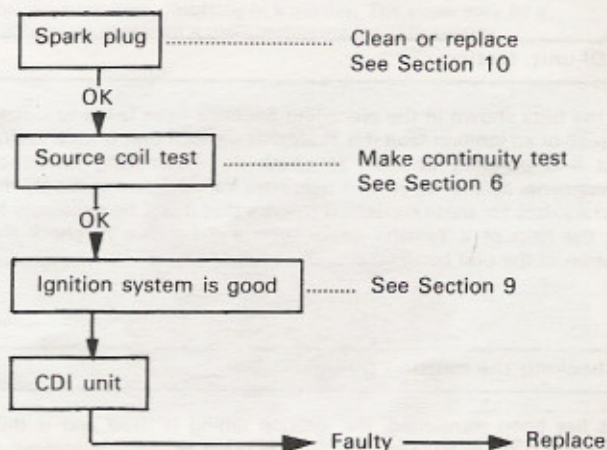 Spark plug ................ Clean or replace
See Section 10
OK
Source coil test ............ Make continuity test
See Section 6
OK
Ignition system is good ......... See Section 9
CDI unit
Faulty Replace